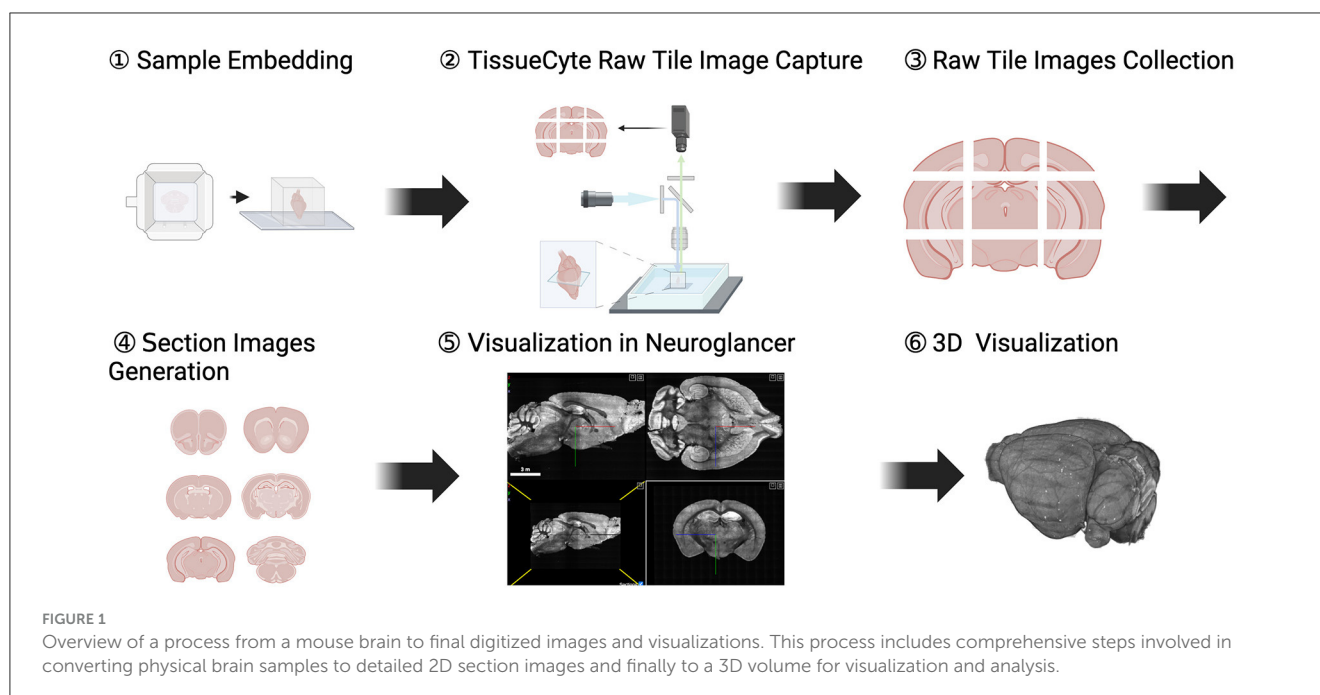 ① Sample Embedding
② TissueCyte Raw Tile Image Capture
③ Raw Tile Images Collection
④ Section Images
Generation
⑤ Visualization in Neuroglancer
⑥ 3D Visualization
3 m
Sections
FIGURE 1
Overview of a process from a mouse brain to final digitized images and visualizations. This process includes comprehensive steps involved in
converting physical brain samples to detailed 2D section images and finally to a 3D volume for visualization and analysis.